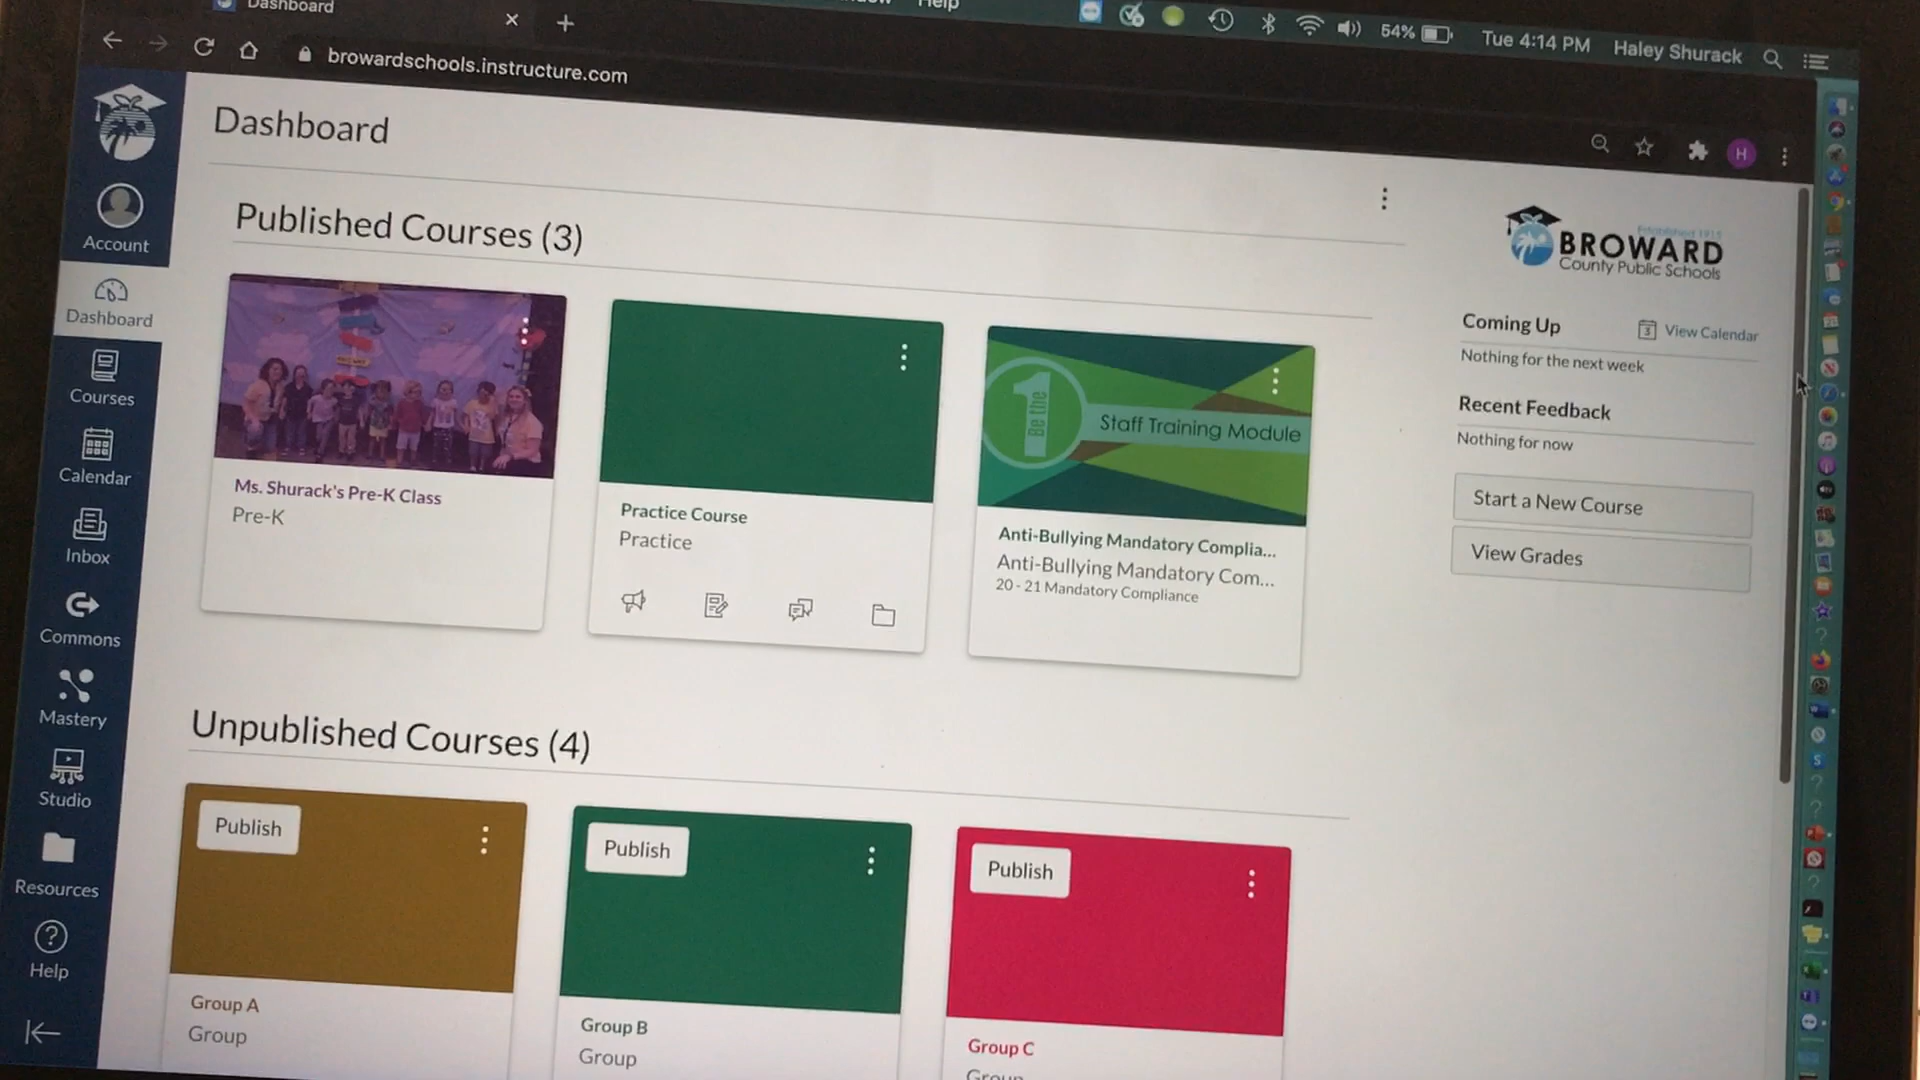 Dashboard
Help
54%
Tue 4:14 PM
Haley Shurack
browardschools.instructure.com
H
Dashboard
Published Courses (3)
Account
Dashboard
Courses
Calendar
Inbox
Commons
Mastery
Studio
Resources
Help
Ms. Shurack's Pre-K Class
Pre-K
Practice Course
Practice
Be the
1
Staff Training Module
Anti-Bullying Mandatory Complia...
Anti-Bullying Mandatory Com...
20 - 21 Mandatory Compliance
Established 1915
BROWARD
County Public Schools
Coming Up
3
View Calendar
Nothing for the next week
Recent Feedback
Nothing for now
Start a New Course
View Grades
Unpublished Courses (4)
Publish
Group A
Group
Publish
Group B
Group
Publish
Group C
Group